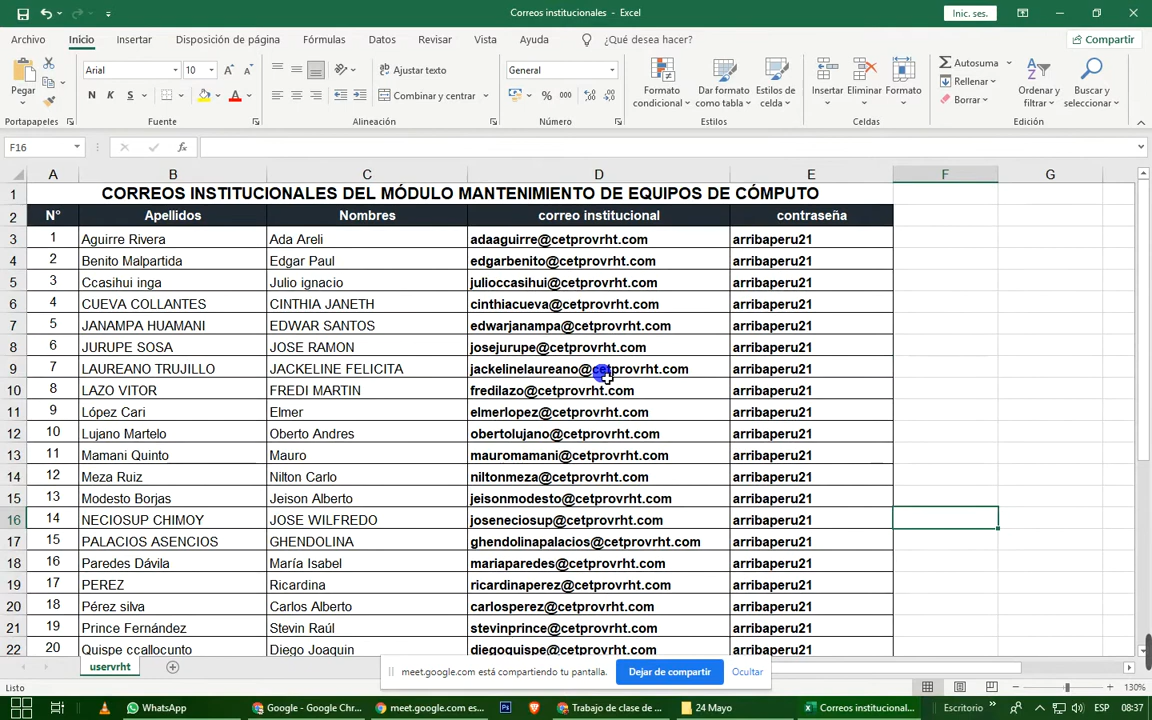 Correos institucionales - Excel
Inic. ses.
Archivo Inicio Insertar Disposición de página Fórmulas Datos Revisar Vista Ayuda ¿Qué desea hacer? Compartir
Pegar
Arial 10
N K S
Ajustar texto
Combinar y centrar
General
% 000
Formato condicional
Dar formato como tabla
Estilos de celda
Insertar Eliminar Formato
Autosuma
Rellenar
Borrar
Ordenar y filtrar
Buscar y seleccionar
Portapapeles Fuente Alineación Número Estilos Celdas Edición
F16 fx
A B C D E F G
1 CORREOS INSTITUCIONALES DEL MÓDULO MANTENIMIENTO DE EQUIPOS DE CÓMPUTO
2 N° Apellidos Nombres correo institucional contraseña
3 1 Aguirre Rivera Ada Areli adaaguirre@cetprovrht.com arribaperu21
4 2 Benito Malpartida Edgar Paul edgarbenito@cetprovrht.com arribaperu21
5 3 Ccasihui inga Julio ignacio julioccasihui@cetprovrht.com arribaperu21
6 4 CUEVA COLLANTES CINTHIA JANETH cinthiacueva@cetprovrht.com arribaperu21
7 5 JANAMPA HUAMANI EDWAR SANTOS edwarjanampa@cetprovrht.com arribaperu21
8 6 JURUPE SOSA JOSE RAMON josejurupe@cetprovrht.com arribaperu21
9 7 LAUREANO TRUJILLO JACKELINE FELICITA jackelinelaureano@cetprovrht.com arribaperu21
10 8 LAZO VITOR FREDI MARTIN fredilazo@cetprovrht.com arribaperu21
11 9 López Cari Elmer elmerlopez@cetprovrht.com arribaperu21
12 10 Lujano Martelo Oberto Andres obertolujano@cetprovrht.com arribaperu21
13 11 Mamani Quinto Mauro mauromamani@cetprovrht.com arribaperu21
14 12 Meza Ruiz Nilton Carlo niltonmeza@cetprovrht.com arribaperu21
15 13 Modesto Borjas Jeison Alberto jeisonmodesto@cetprovrht.com arribaperu21
16 14 NECIOSUP CHIMOY JOSE WILFREDO joseneciosup@cetprovrht.com arribaperu21
17 15 PALACIOS ASENCIOS GHENDOLINA ghendolinapalacios@cetprovrht.com arribaperu21
18 16 Paredes Dávila María Isabel mariaparedes@cetprovrht.com arribaperu21
19 17 PEREZ Ricardina ricardinaperez@cetprovrht.com arribaperu21
20 18 Pérez silva Carlos Alberto carlosperez@cetprovrht.com arribaperu21
21 19 Prince Fernández Stevin Raúl stevinprince@cetprovrht.com arribaperu21
22 20 Quispe ccallocunto Diego Joaquin diegoquispe@cetprovrht.com arribaperu21
uservrht
meet.google.com está compartiendo tu pantalla. Dejar de compartir Ocultar
Listo 130%
WhatsApp Google - Google Chr... meet.google.com es... Ps Trabajo de clase de ... 24 Mayo Correos institucional... Escritorio » ESP 08:37